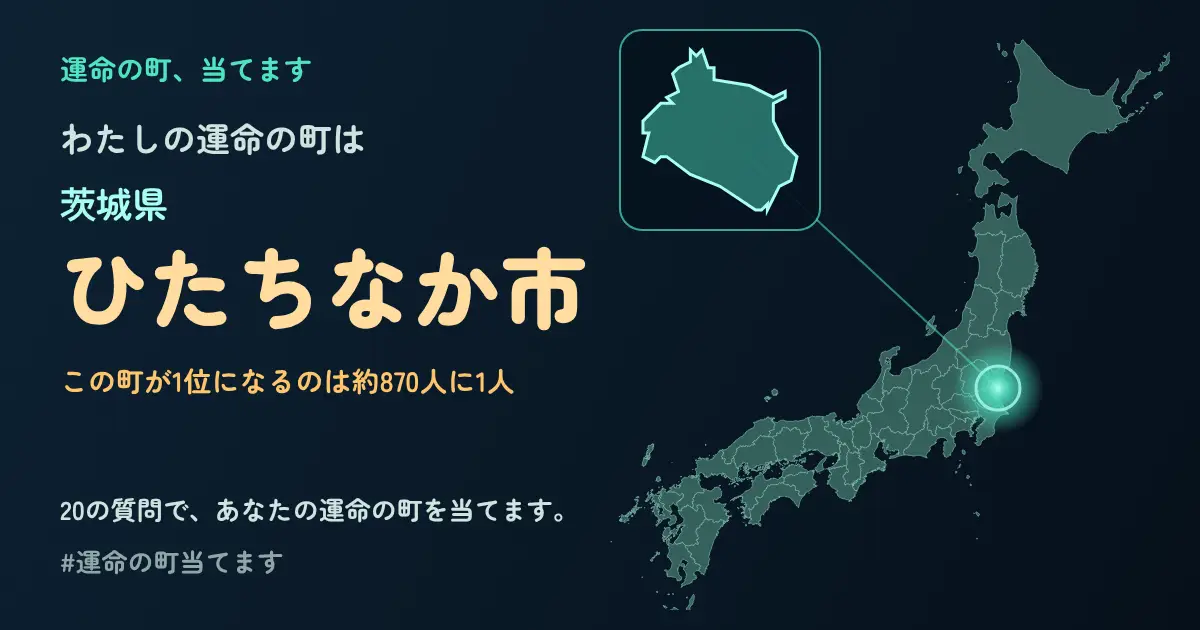 運命の町、当てます
わたしの運命の町は
茨城県
ひたちなか市
この町が1位になるのは約870人に1人
20の質問で、あなたの運命の町を当てます。
#運命の町当てます